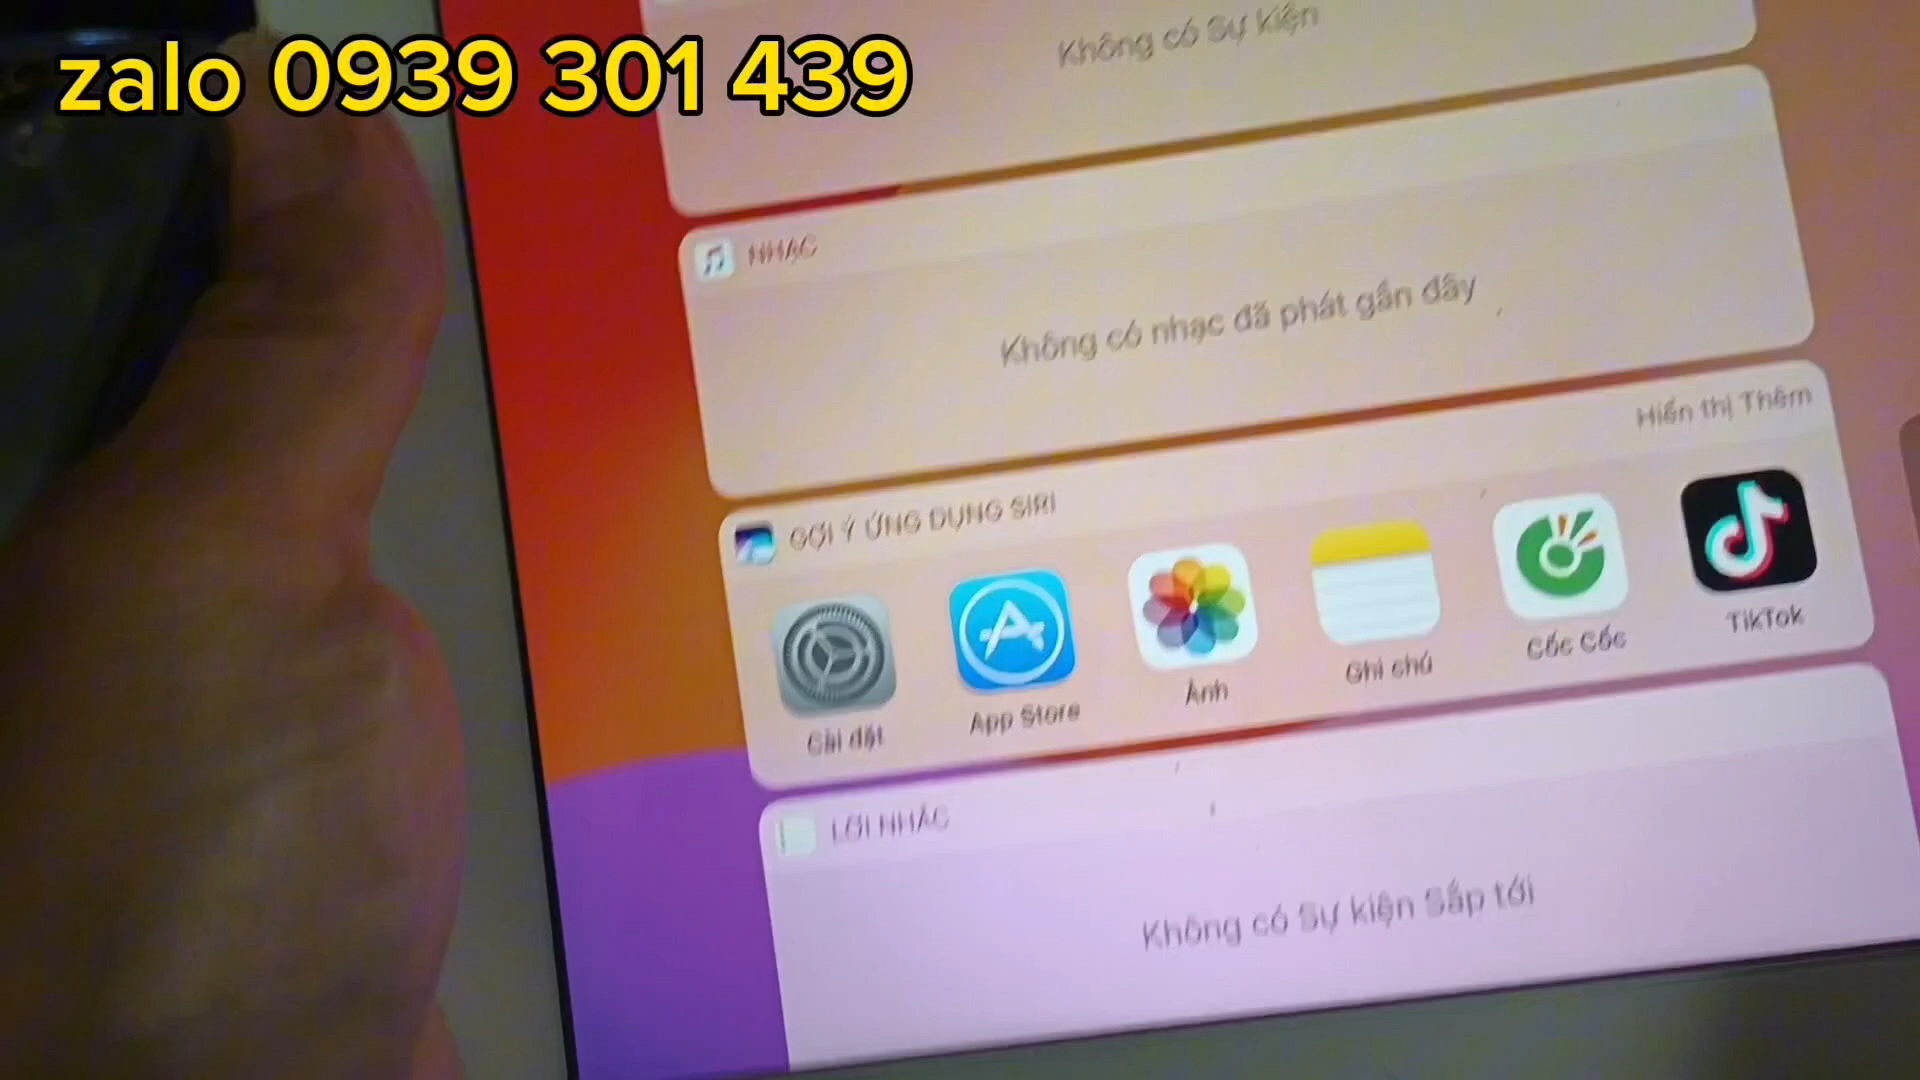 zalo 0939 301 439
Không có Sự kiện
NHẠC
Không có nhạc đã phát gần đây
Hiển thị Thêm
GỢI Ý ỨNG DỤNG SIRI
Cài đặt
App Store
Ảnh
Ghi chú
Cốc Cốc
TikTok
LỜI NHẮC
Không có Sự kiện Sắp tới